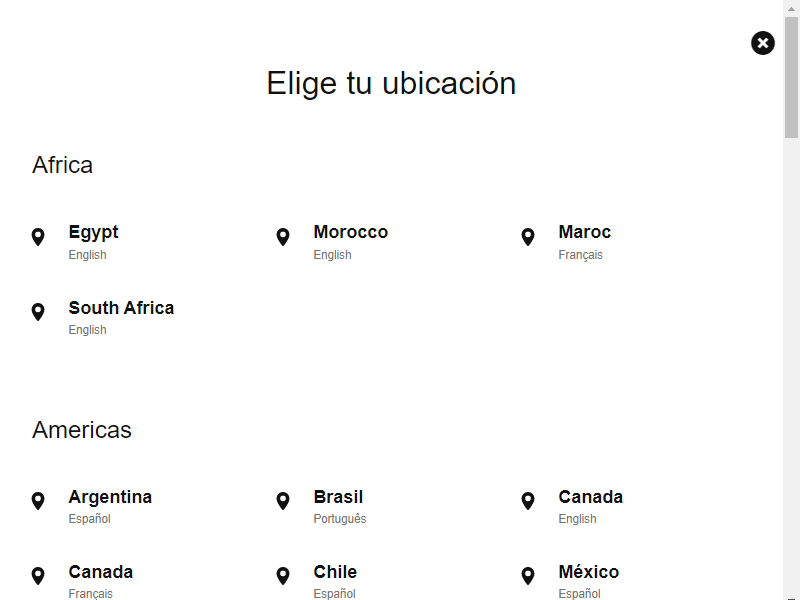 Elige tu ubicación
Africa
Egypt
English
Morocco
English
Maroc
Français
South Africa
English
Americas
Argentina
Español
Brasil
Português
Canada
English
Canada
Français
Chile
Español
México
Español